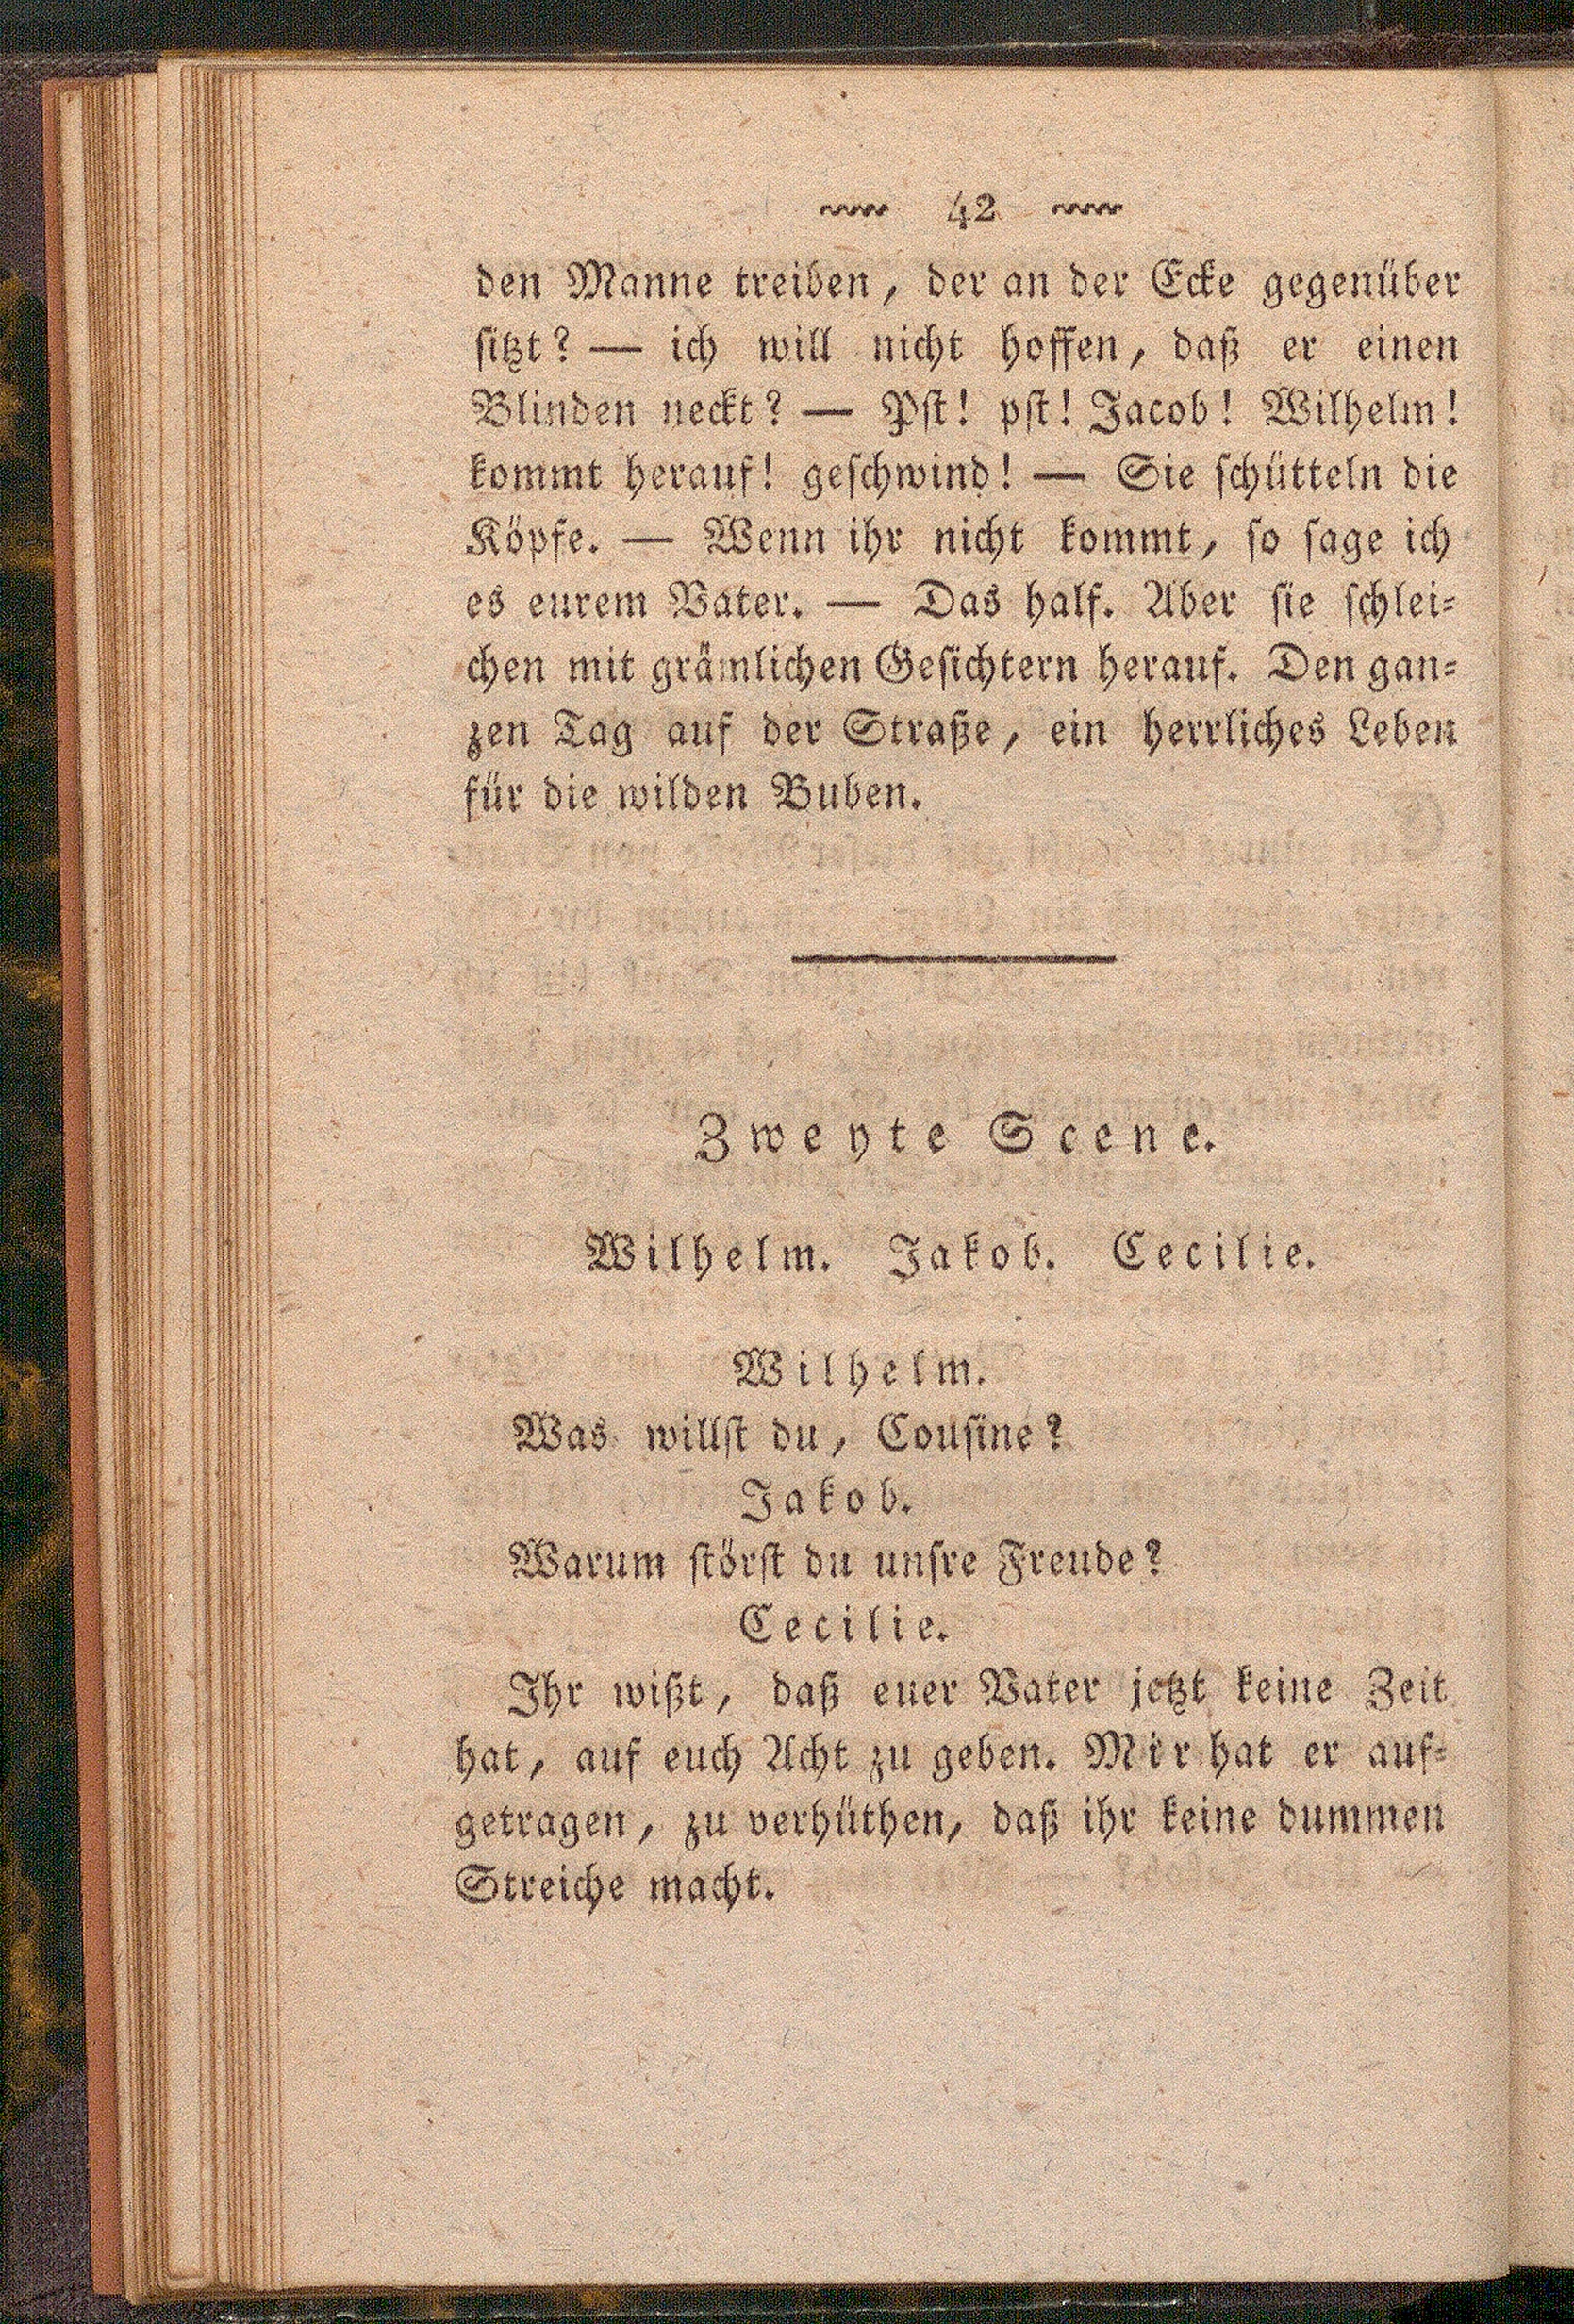 42
den Manne treiben, der an der Ecke gegenüber
sitzt? — ich will nicht hoffen, daß er einen
Blinden neckt? — Pst! pst! Jacob! Wilhelm!
kommt herauf! geschwind! — Sie schütteln die
Köpfe. — Wenn ihr nicht kommt, so sage ich
es eurem Vater. — Das half. Aber sie schlei-
chen mit grämlichen Gesichtern herauf. Den gan-
zen Tag auf der Straße, ein herrliches Leben
für die wilden Buben.
Zweyte Scene.
Wilhelm. Jakob. Cecilie.
Wilhelm.
Was willst du, Cousine?
Jakob.
Warum störst du unsre Freude?
Cecilie.
Ihr wißt, daß euer Vater jetzt keine Zeit
hat, auf euch Acht zu geben. Mir hat er auf-
getragen, zu verhüthen, daß ihr keine dummen
Streiche macht.